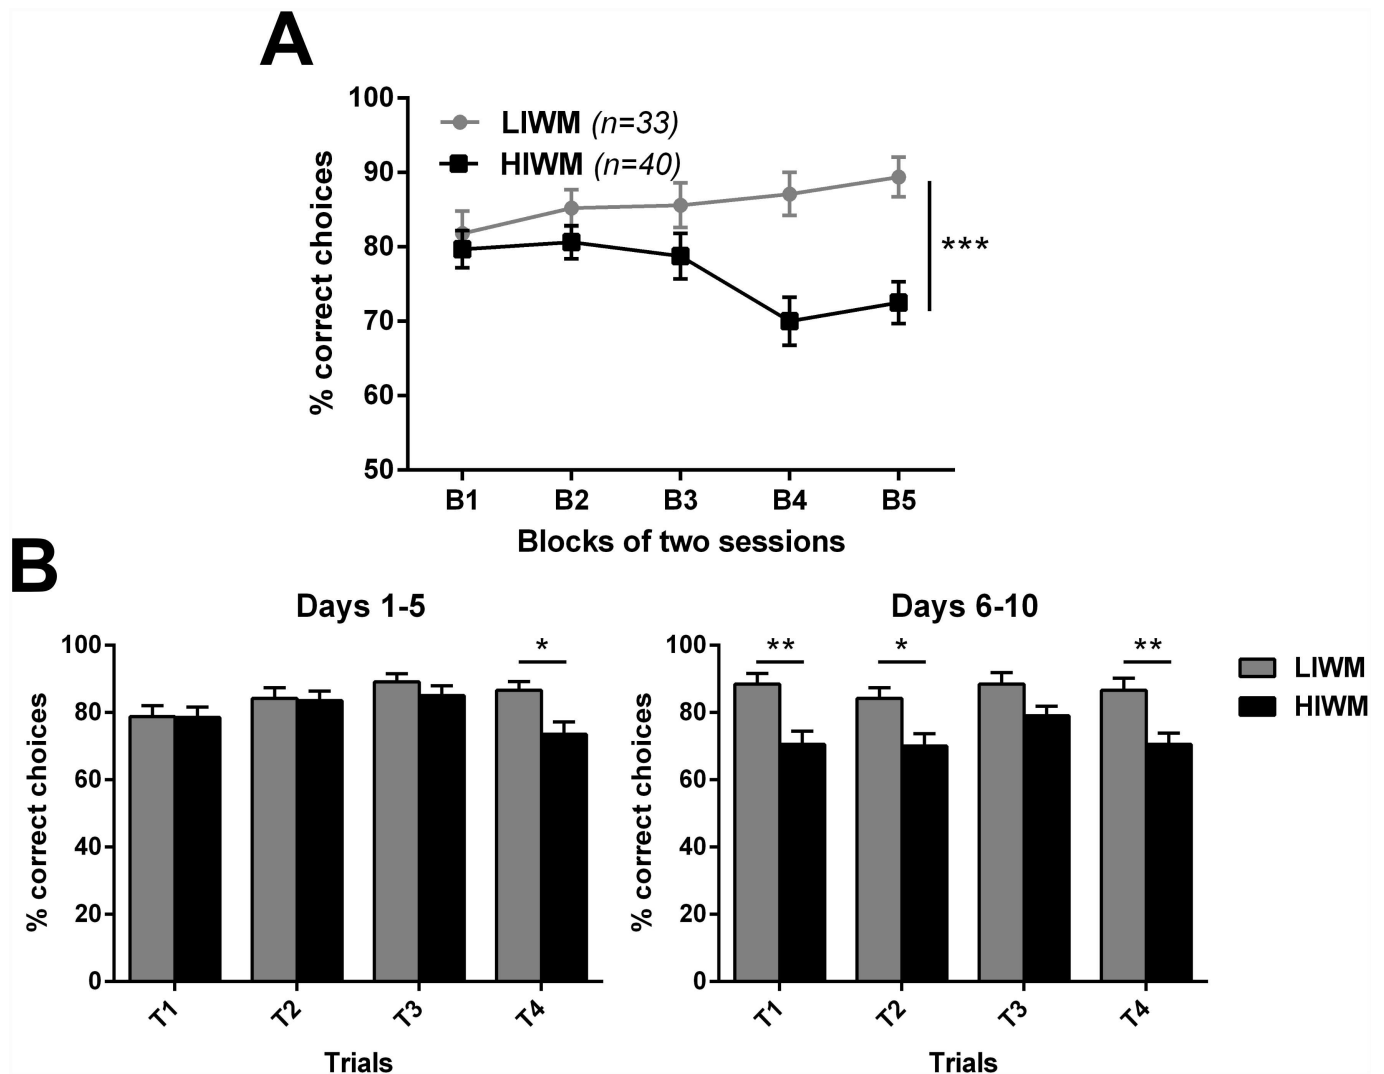 A
100
90
80
70
60
50
% correct choices
LIWM (n=33)
HIWM (n=40)
***
B1 B2 B3 B4 B5
Blocks of two sessions
B
Days 1-5
100
80
60
40
20
0
% correct choices
*
T1 T2 T3 T4
Trials
Days 6-10
100
80
60
40
20
0
% correct choices
** * **
T1 T2 T3 T4
Trials
LIWM
HIWM